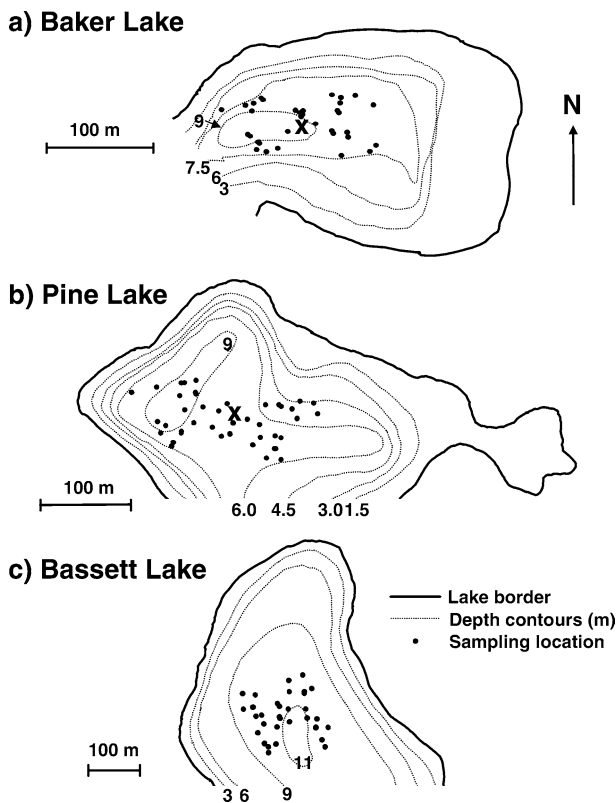 a) Baker Lake
N
9
X
100 m
7.5
6
3
b) Pine Lake
9
X
100 m
6.0 4.5 3.0 1.5
c) Bassett Lake
Lake border
Depth contours (m)
Sampling location
100 m
11
3 6 9